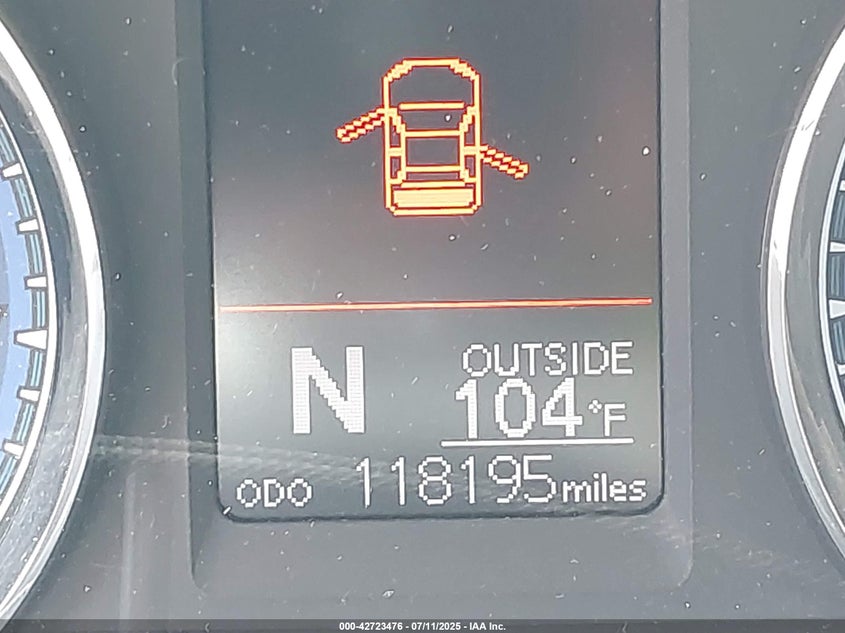 N
OUTSIDE
104°F
ODO 118195 miles
000-42723476 - 07/11/2025 - IAA Inc.